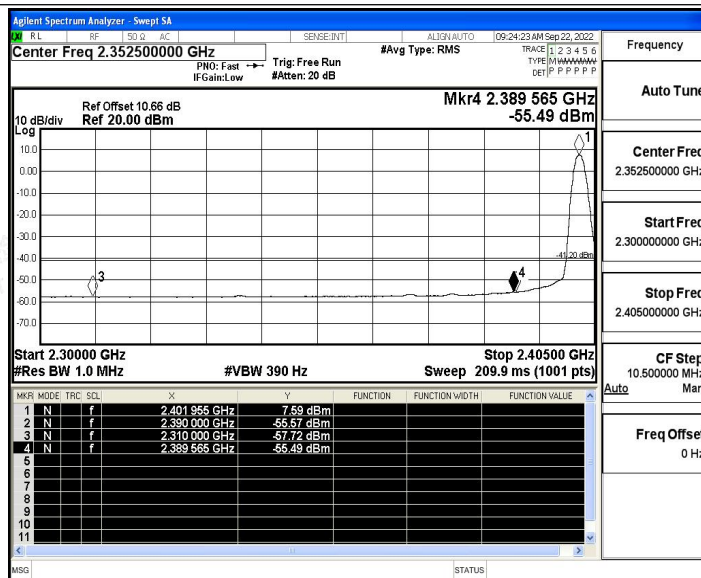 Agilent Spectrum Analyzer - Swept SA
RL RF 50 Ω AC SENSE:INT ALIGN AUTO 09:24:23 AM Sep 22, 2022
Center Freq 2.352500000 GHz #Avg Type: RMS TRACE 1 2 3 4 5 6
PNO: Fast Trig: Free Run TYPE M W W W W W
IFGain:Low #Atten: 20 dB DET P P P P P P
Mkr4 2.389 565 GHz
-55.49 dBm
Ref Offset 10.66 dB
10 dB/div Ref 20.00 dBm
Log
1
10.0
0.00
-10.0
-20.0
-30.0
-41.20 dBm
-40.0
3 4
-50.0
-60.0
-70.0
Start 2.30000 GHz Stop 2.40500 GHz
#Res BW 1.0 MHz #VBW 390 Hz Sweep 209.9 ms (1001 pts)
MKR MODE TRC SCL X Y FUNCTION FUNCTION WIDTH FUNCTION VALUE
1 N f 2.401 955 GHz 7.59 dBm
2 N f 2.390 000 GHz -55.57 dBm
3 N f 2.310 000 GHz -57.72 dBm
4 N f 2.389 565 GHz -55.49 dBm
5
6
7
8
9
10
11
MSG STATUS
Frequency
Auto Tune
Center Freq
2.352500000 GHz
Start Freq
2.300000000 GHz
Stop Freq
2.405000000 GHz
CF Step
10.500000 MHz
Auto Man
Freq Offset
0 Hz